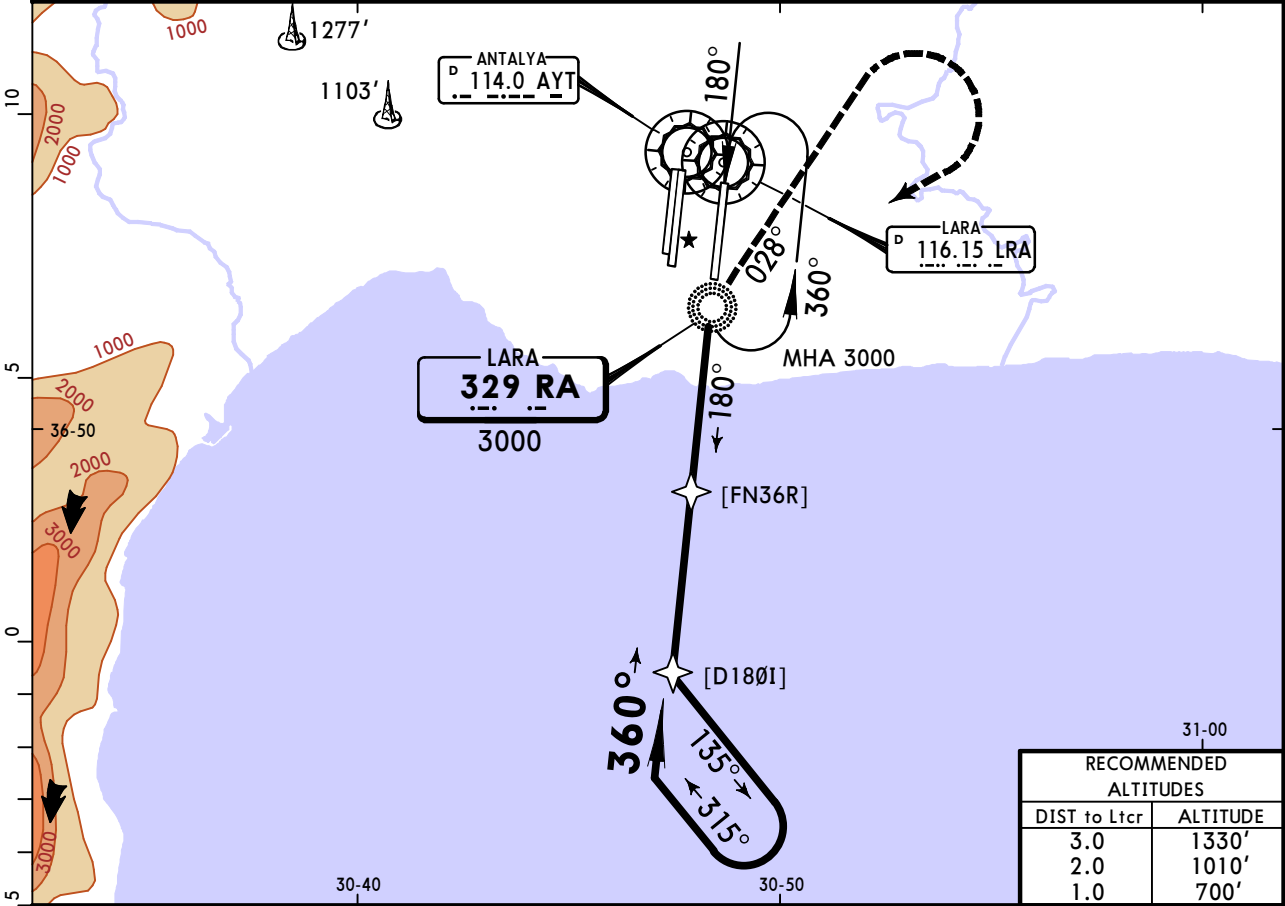 1000
1277'
ANTALYA
D 114.0 AYT
180°
10
1103'
2000
1000
LARA
D 116.15 LRA
028°
360°
MHA 3000
LARA
329 RA
3000
180°
1000
5
2000
36-50
2000
[FN36R]
3000
0
[D180I]
360°
135°
315°
31-00
RECOMMENDED
ALTITUDES
DIST to Ltcr ALTITUDE
3.0 1330'
2.0 1010'
1.0 700'
3000
30-40
30-50
5